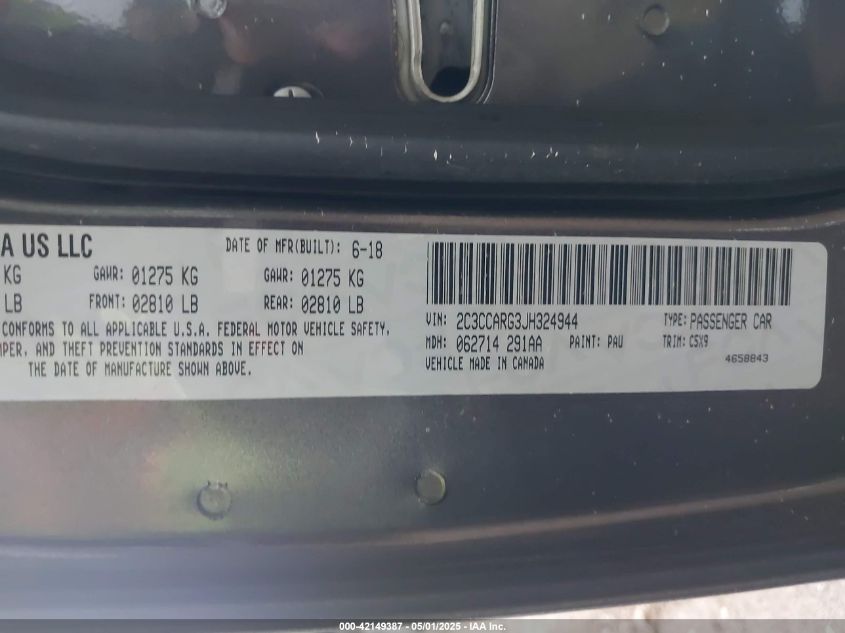 A US LLC
DATE OF MFR(BUILT): 6-18
KG GAWR: 01275 KG GAWR: 01275 KG
LB FRONT: 02810 LB REAR: 02810 LB
CONFORMS TO ALL APPLICABLE U.S.A. FEDERAL MOTOR VEHICLE SAFETY,
MPER, AND THEFT PREVENTION STANDARDS IN EFFECT ON
THE DATE OF MANUFACTURE SHOWN ABOVE.
VIN: 2C3CCARG3JH324944 TYPE: PASSENGER CAR
MDH: 062714 291AA PAINT: PAU TRIM: C5X9
VEHICLE MADE IN CANADA 4658843
000-42149387 - 05/01/2025 - IAA Inc.